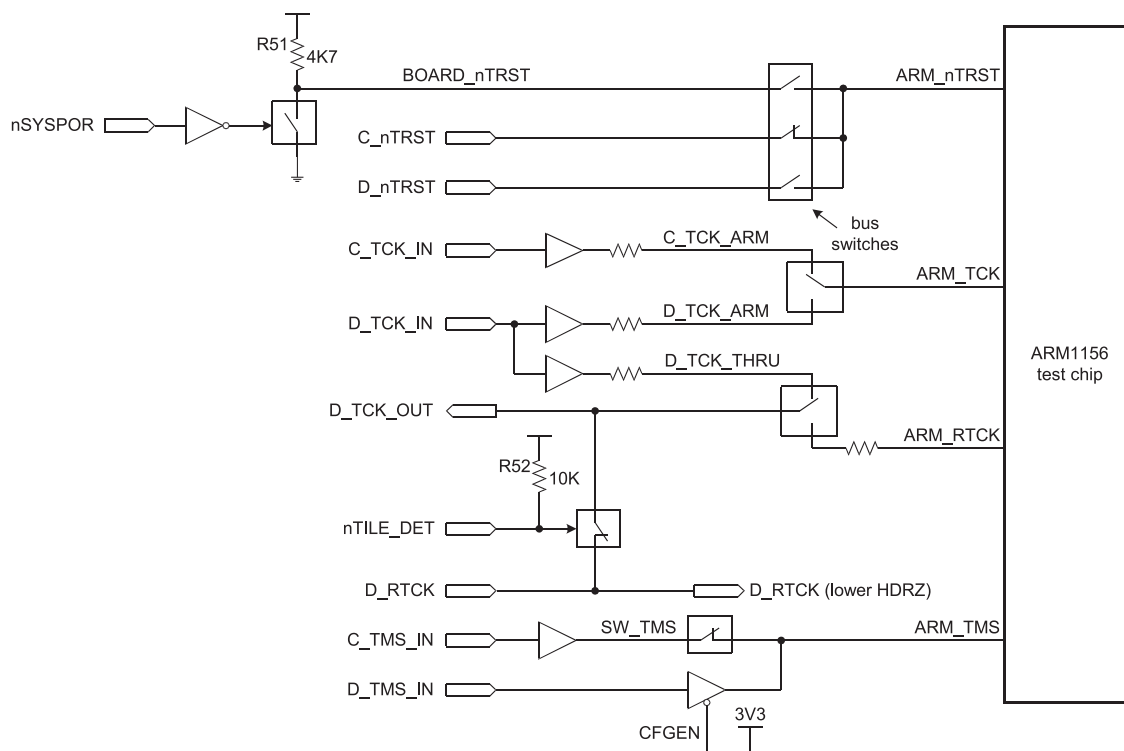 R51
4K7
BOARD_nTRST
ARM_nTRST
nSYSPOR
C_nTRST
D_nTRST
bus
switches
C_TCK_IN
C_TCK_ARM
ARM_TCK
D_TCK_IN
D_TCK_ARM
D_TCK_THRU
ARM1156
test chip
D_TCK_OUT
ARM_RTCK
R52
10K
nTILE_DET
D_RTCK
D_RTCK (lower HDRZ)
C_TMS_IN
SW_TMS
ARM_TMS
D_TMS_IN
CFGEN
3V3